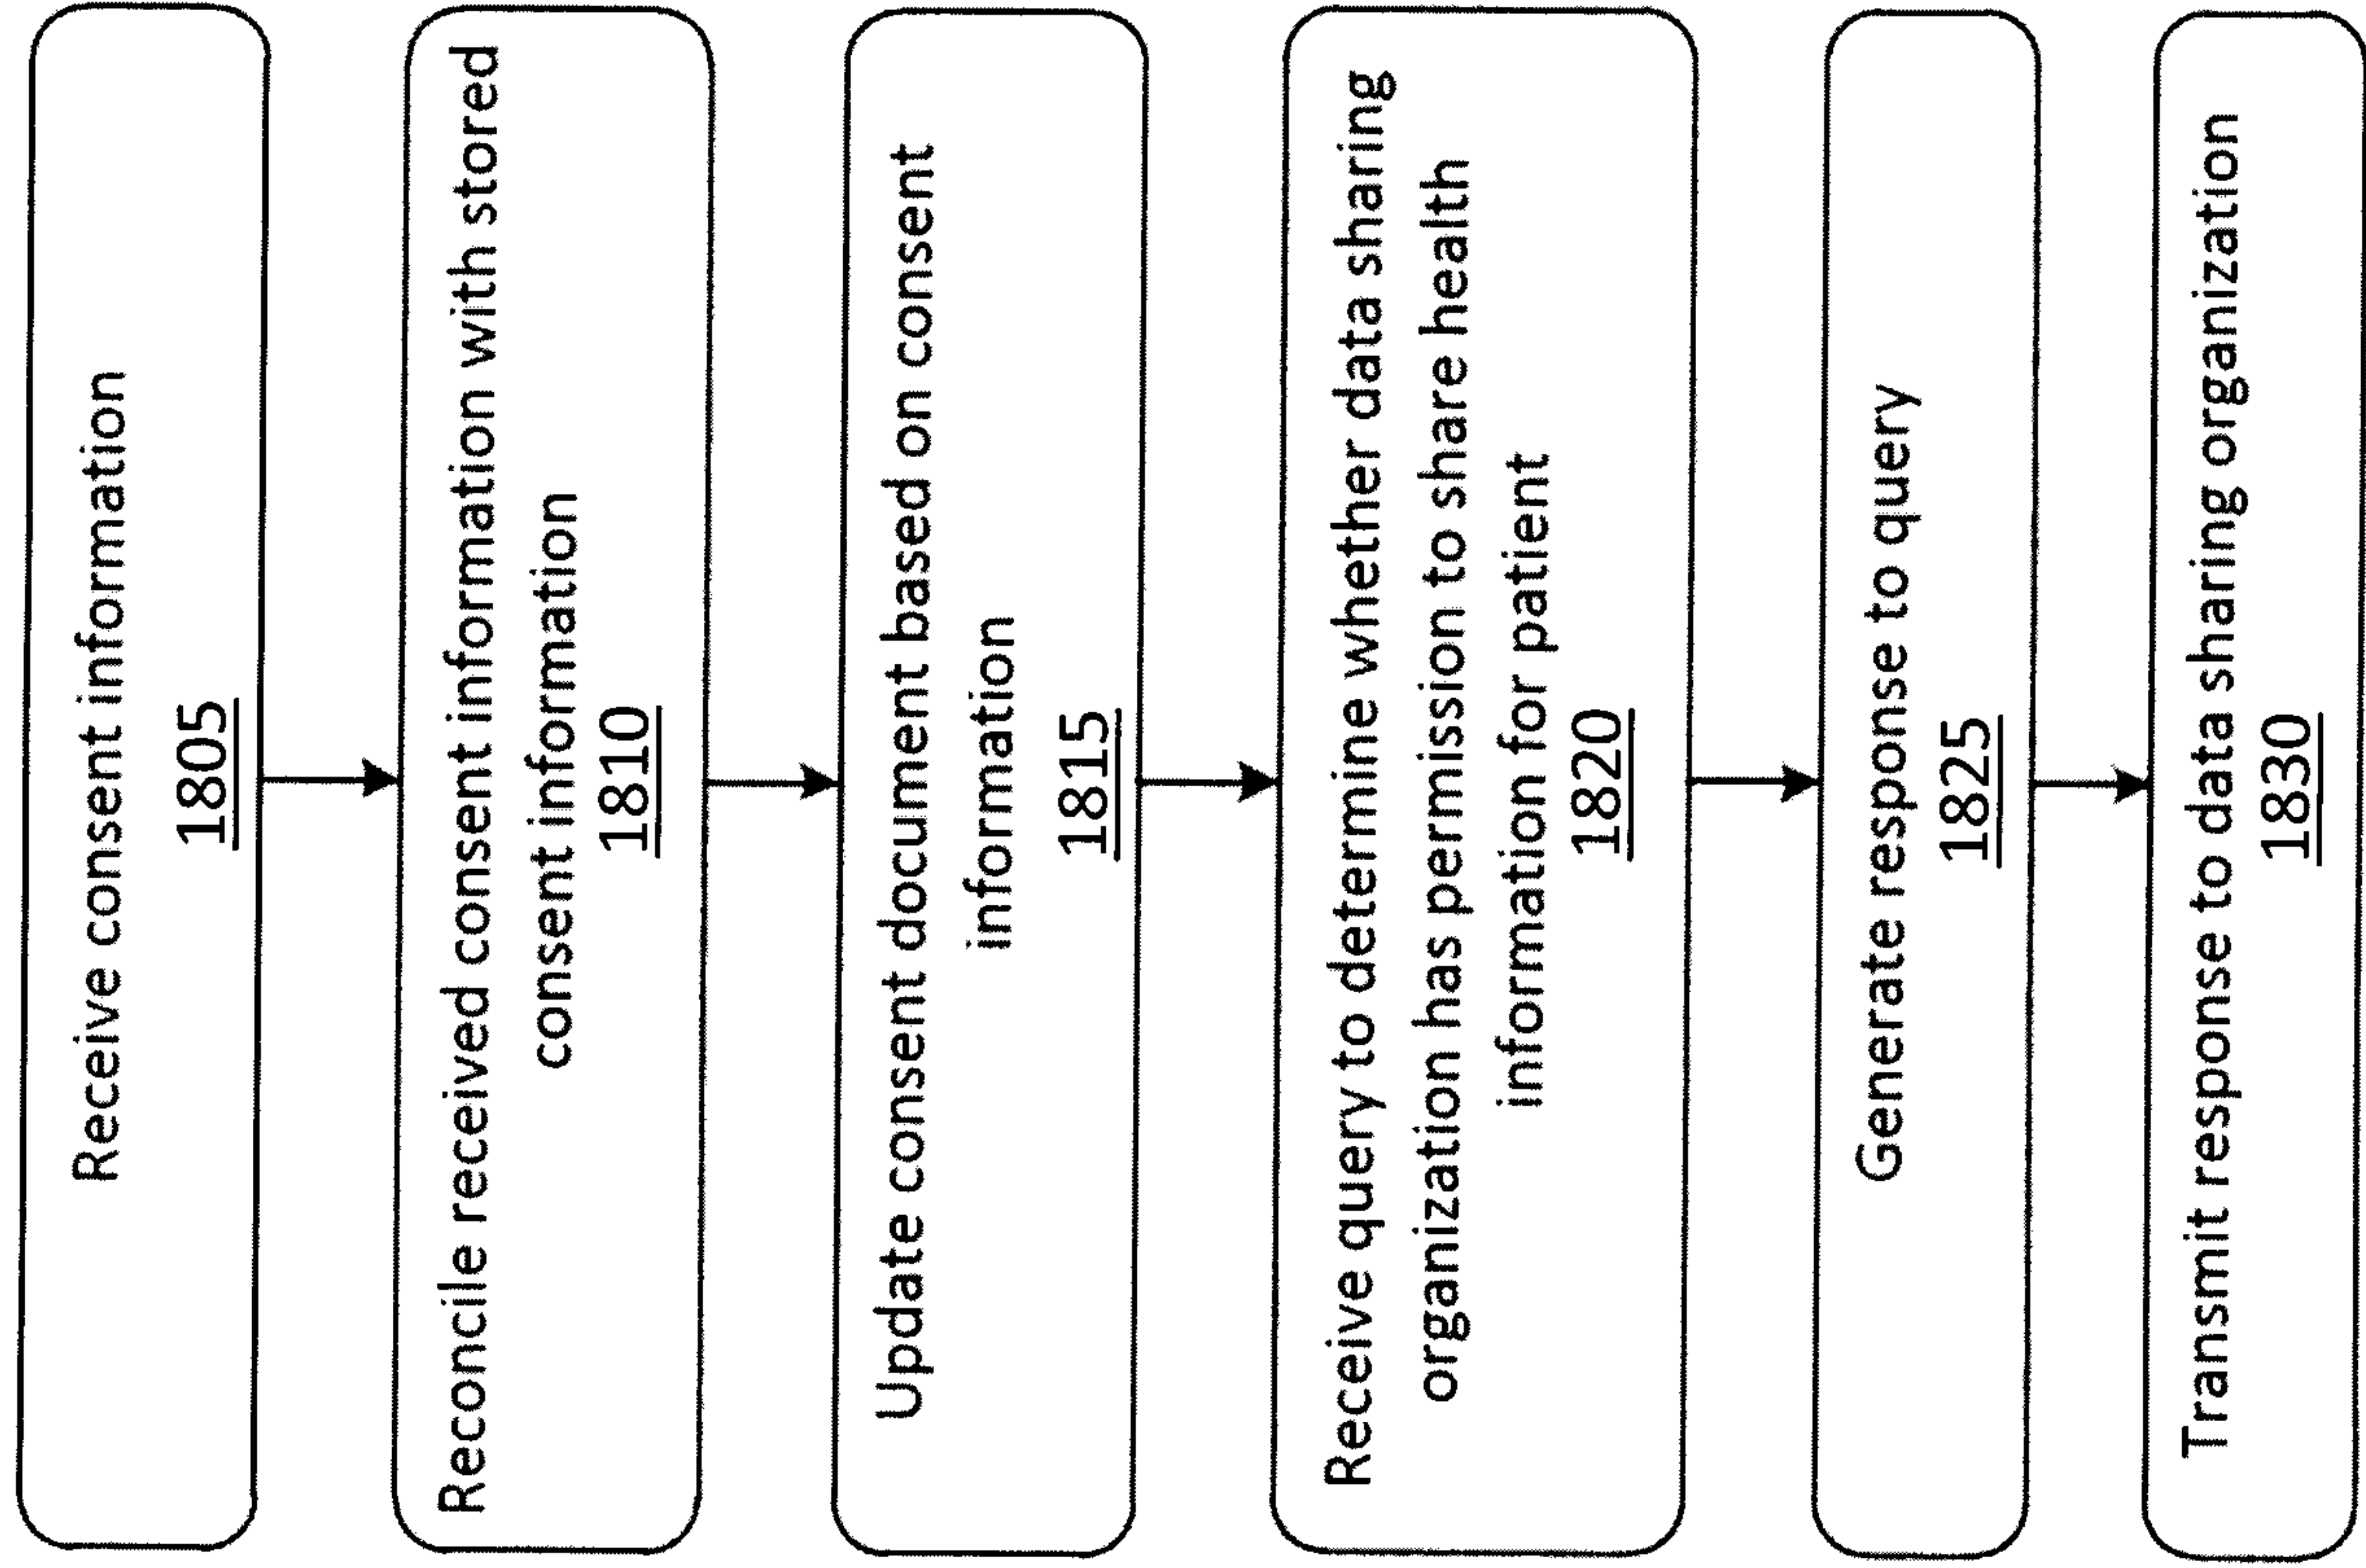 Receive consent information
1805
Reconcile received consent information with stored
consent information
1810
Update consent document based on consent
information
1815
Receive query to determine whether data sharing
organization has permission to share health
information for patient
1820
Generate response to query
1825
Transmit response to data sharing organization
1830